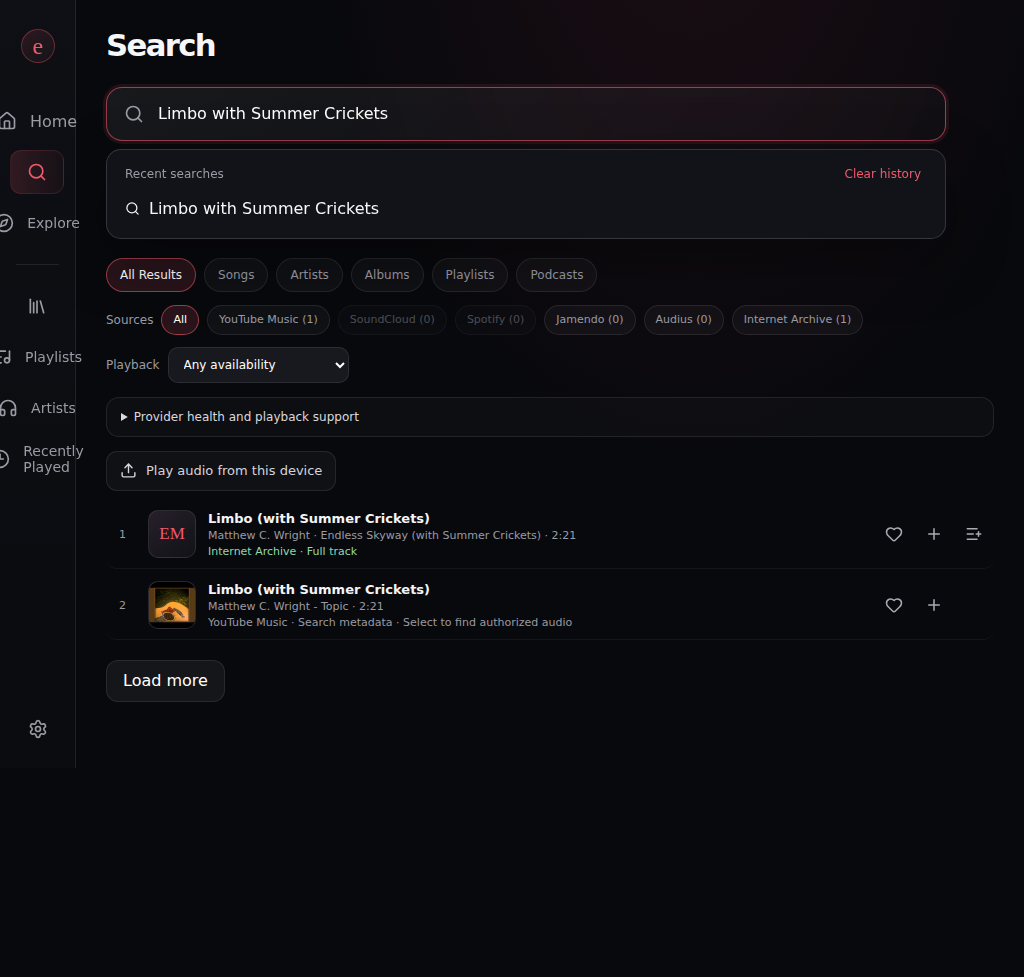 e
Home
Explore
Playlists
Artists
Recently
Played
Search
Limbo with Summer Crickets
Recent searches
Clear history
Limbo with Summer Crickets
All Results
Songs
Artists
Albums
Playlists
Podcasts
Sources
All
YouTube Music (1)
SoundCloud (0)
Spotify (0)
Jamendo (0)
Audius (0)
Internet Archive (1)
Playback
Any availability
Provider health and playback support
Play audio from this device
1
EM
Limbo (with Summer Crickets)
Matthew C. Wright · Endless Skyway (with Summer Crickets) · 2:21
Internet Archive · Full track
2
Limbo (with Summer Crickets)
Matthew C. Wright - Topic · 2:21
YouTube Music · Search metadata · Select to find authorized audio
Load more